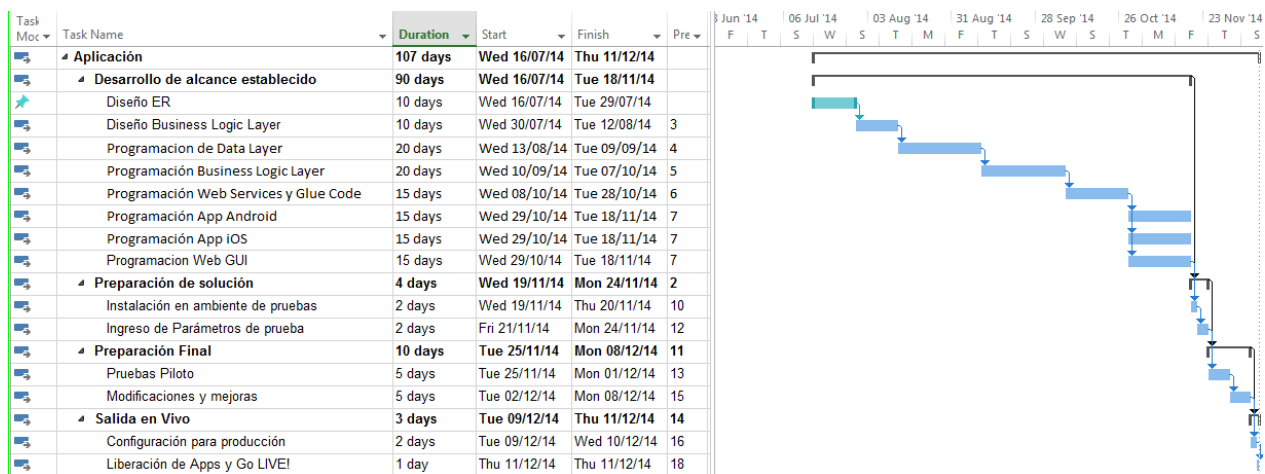 Task Mode Task Name Duration Start Finish Pre 3 Jun '14 06 Jul '14 03 Aug '14 31 Aug '14 28 Sep '14 26 Oct '14 23 Nov '14
F T S W S T M F T S W S T M F T S
Aplicación 107 days Wed 16/07/14 Thu 11/12/14
Desarrollo de alcance establecido 90 days Wed 16/07/14 Tue 18/11/14
Diseño ER 10 days Wed 16/07/14 Tue 29/07/14
Diseño Business Logic Layer 10 days Wed 30/07/14 Tue 12/08/14 3
Programacion de Data Layer 20 days Wed 13/08/14 Tue 09/09/14 4
Programación Business Logic Layer 20 days Wed 10/09/14 Tue 07/10/14 5
Programación Web Services y Glue Code 15 days Wed 08/10/14 Tue 28/10/14 6
Programación App Android 15 days Wed 29/10/14 Tue 18/11/14 7
Programación App iOS 15 days Wed 29/10/14 Tue 18/11/14 7
Programacion Web GUI 15 days Wed 29/10/14 Tue 18/11/14 7
Preparación de solución 4 days Wed 19/11/14 Mon 24/11/14 2
Instalación en ambiente de pruebas 2 days Wed 19/11/14 Thu 20/11/14 10
Ingreso de Parámetros de prueba 2 days Fri 21/11/14 Mon 24/11/14 12
Preparación Final 10 days Tue 25/11/14 Mon 08/12/14 11
Pruebas Piloto 5 days Tue 25/11/14 Mon 01/12/14 13
Modificaciones y mejoras 5 days Tue 02/12/14 Mon 08/12/14 15
Salida en Vivo 3 days Tue 09/12/14 Thu 11/12/14 14
Configuración para producción 2 days Tue 09/12/14 Wed 10/12/14 16
Liberación de Apps y Go LIVE! 1 day Thu 11/12/14 Thu 11/12/14 18